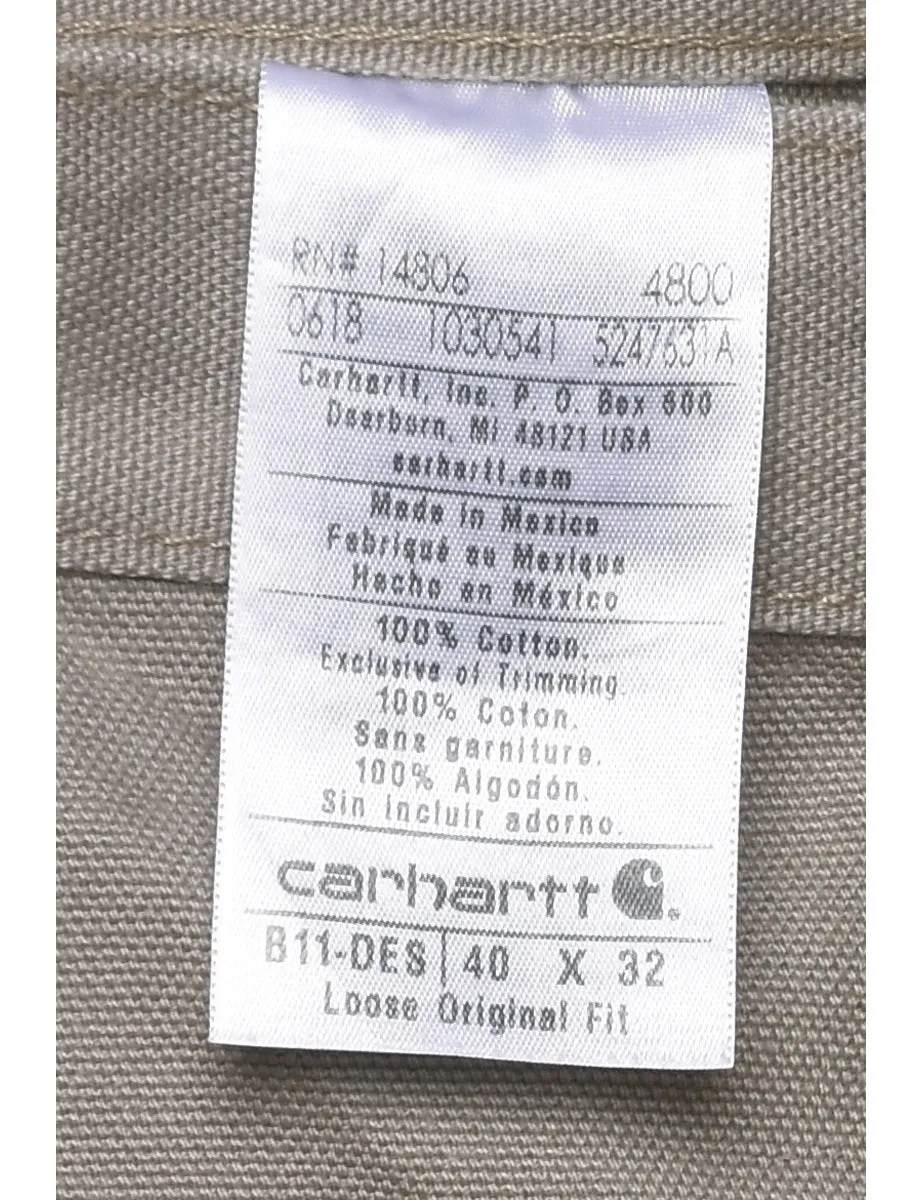 RN# 14806 4800
0618 1030541 5247631A
Carhartt, Inc. P. O. Box 600
Dearborn, MI 48121 USA
carhartt.com
Made in Mexico
Fabriqué au Mexique
Hecho en México
100% Cotton.
Exclusive of Trimming.
100% Coton.
Sans garniture.
100% Algodón.
Sin incluir adorno.
carhartt
B11-DES 40 X 32
Loose Original Fit